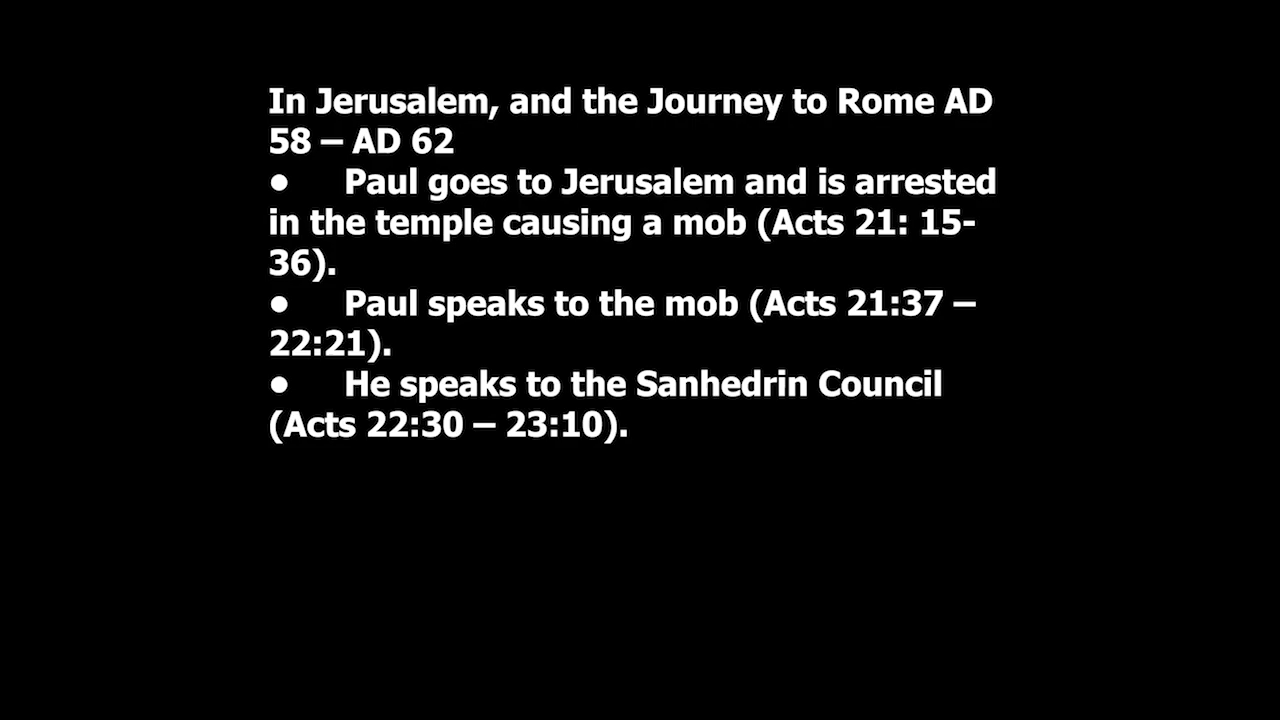 In Jerusalem, and the Journey to Rome AD
58 – AD 62
●	Paul goes to Jerusalem and is arrested
in the temple causing a mob (Acts 21: 15-
36).
●	Paul speaks to the mob (Acts 21:37 –
22:21).
●	He speaks to the Sanhedrin Council
(Acts 22:30 – 23:10).